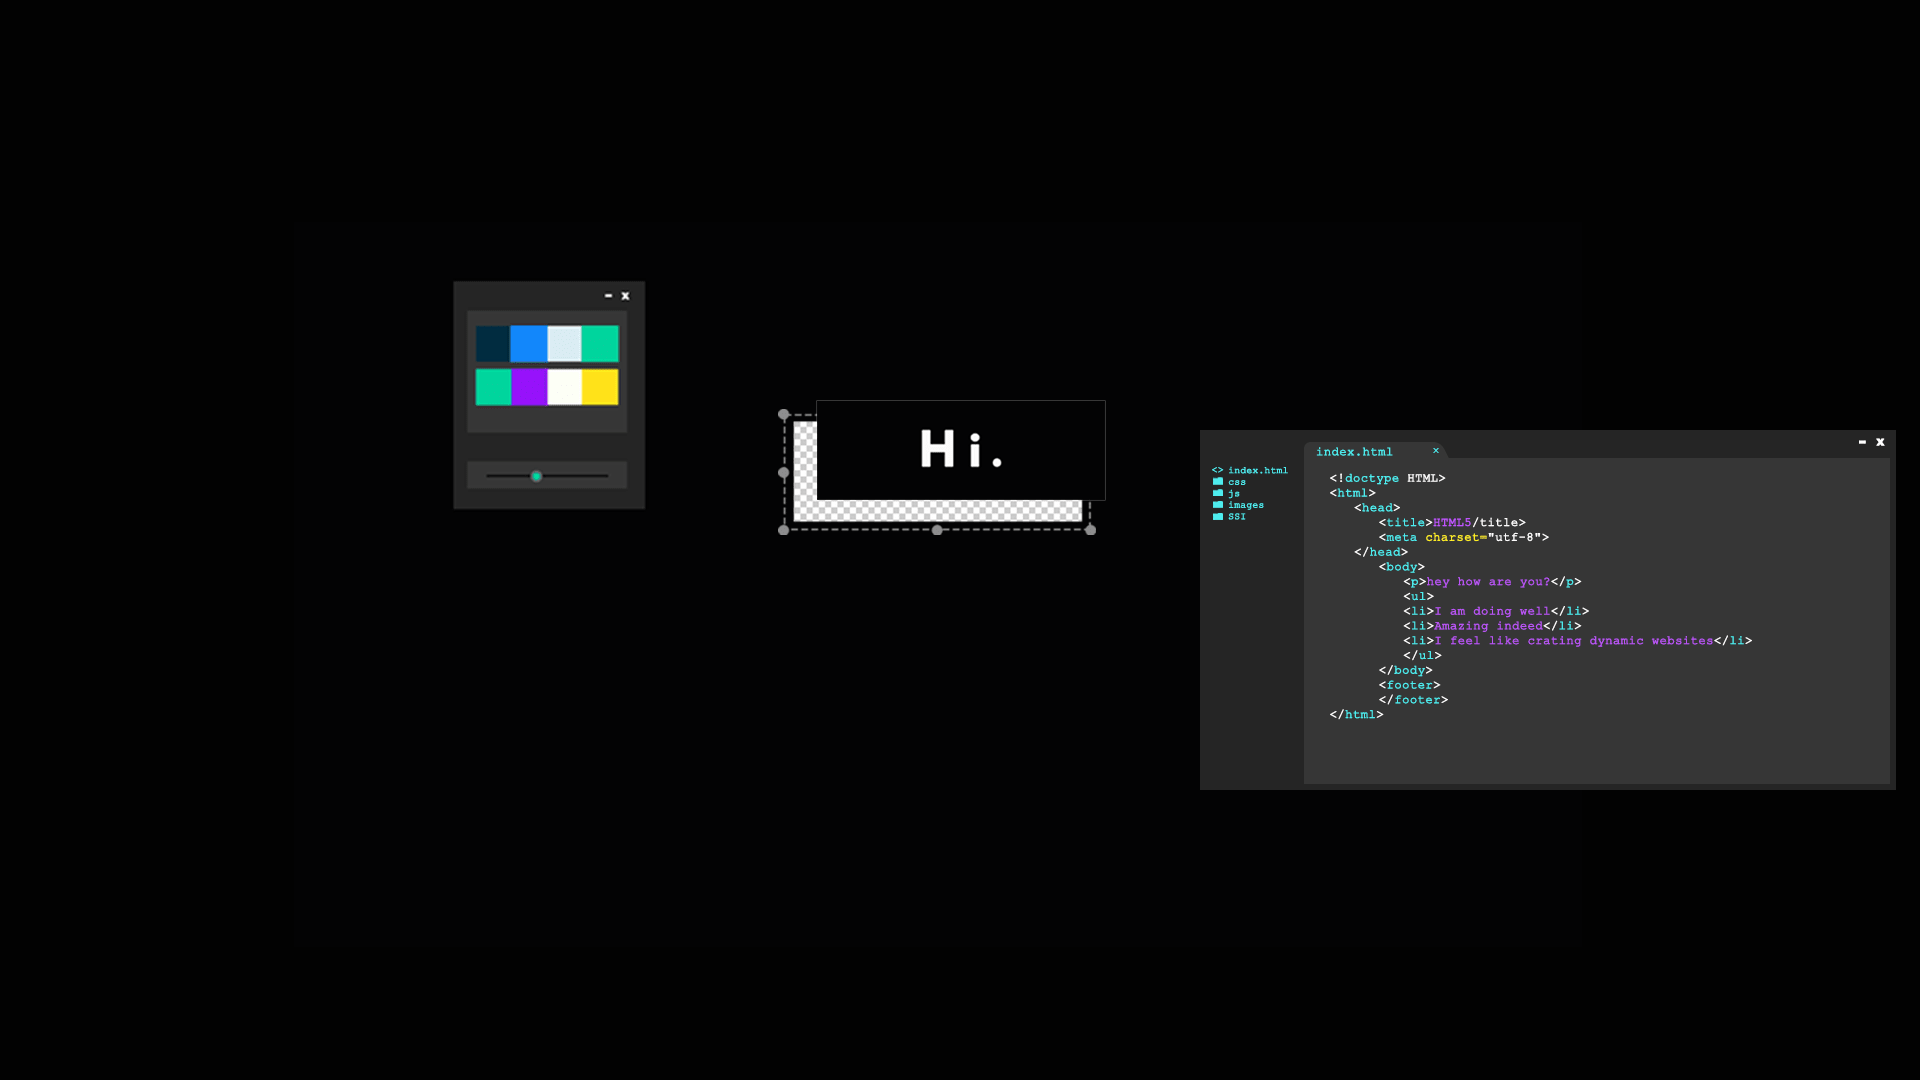 Hi.
index.html ×
<> index.html
css
js
images
SSI
<!doctype HTML>
<html>
<head>
<title>HTML5/title>
<meta charset="utf-8">
</head>
<body>
<p>hey how are you?</p>
<ul>
<li>I am doing well</li>
<li>Amazing indeed</li>
<li>I feel like crating dynamic websites</li>
</ul>
</body>
<footer>
</footer>
</html>